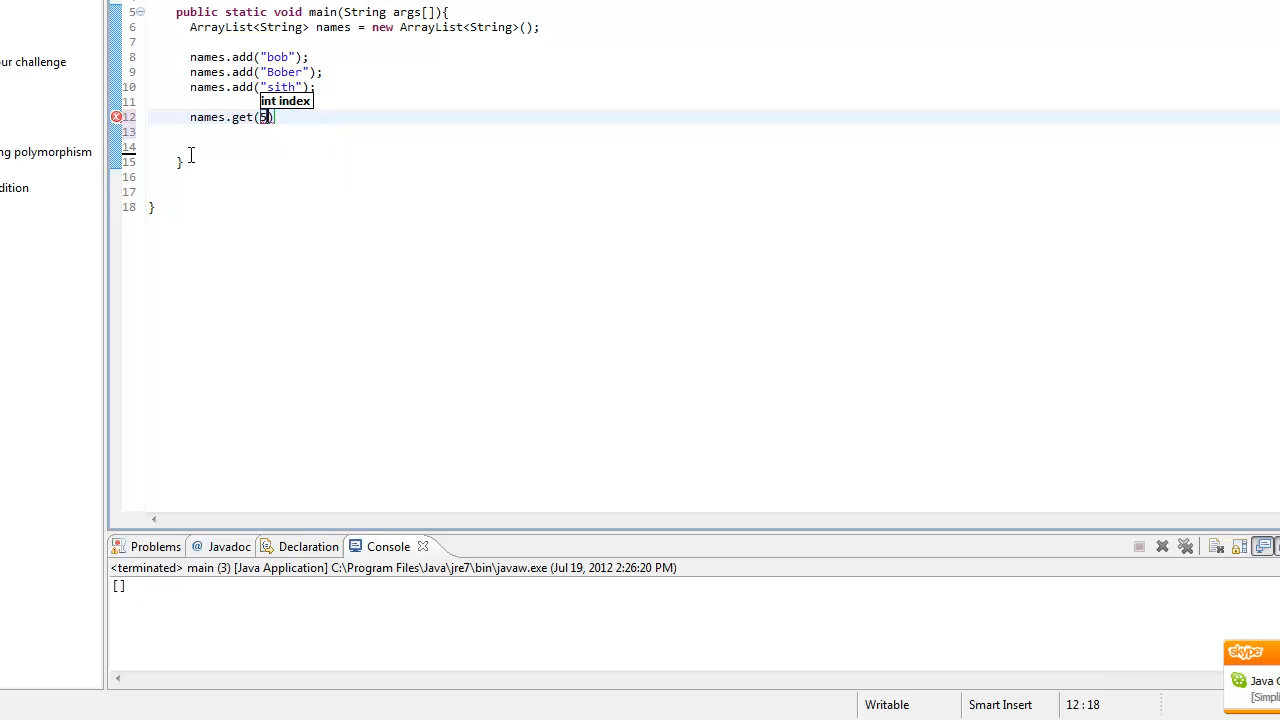 ur challenge
ng polymorphism
dition
5 public static void main(String args[]){
6 ArrayList<String> names = new ArrayList<String>();
7
8 names.add("bob");
9 names.add("Bober");
10 names.add("sith");
11 int index
12 names.get(5)
13
14
15 }
16
17
18 }
Problems @ Javadoc Declaration Console
<terminated> main (3) [Java Application] C:\Program Files\Java\jre7\bin\javaw.exe (Jul 19, 2012 2:26:20 PM)
[]
skype
Java
[Simpli
Writable Smart Insert 12 : 18